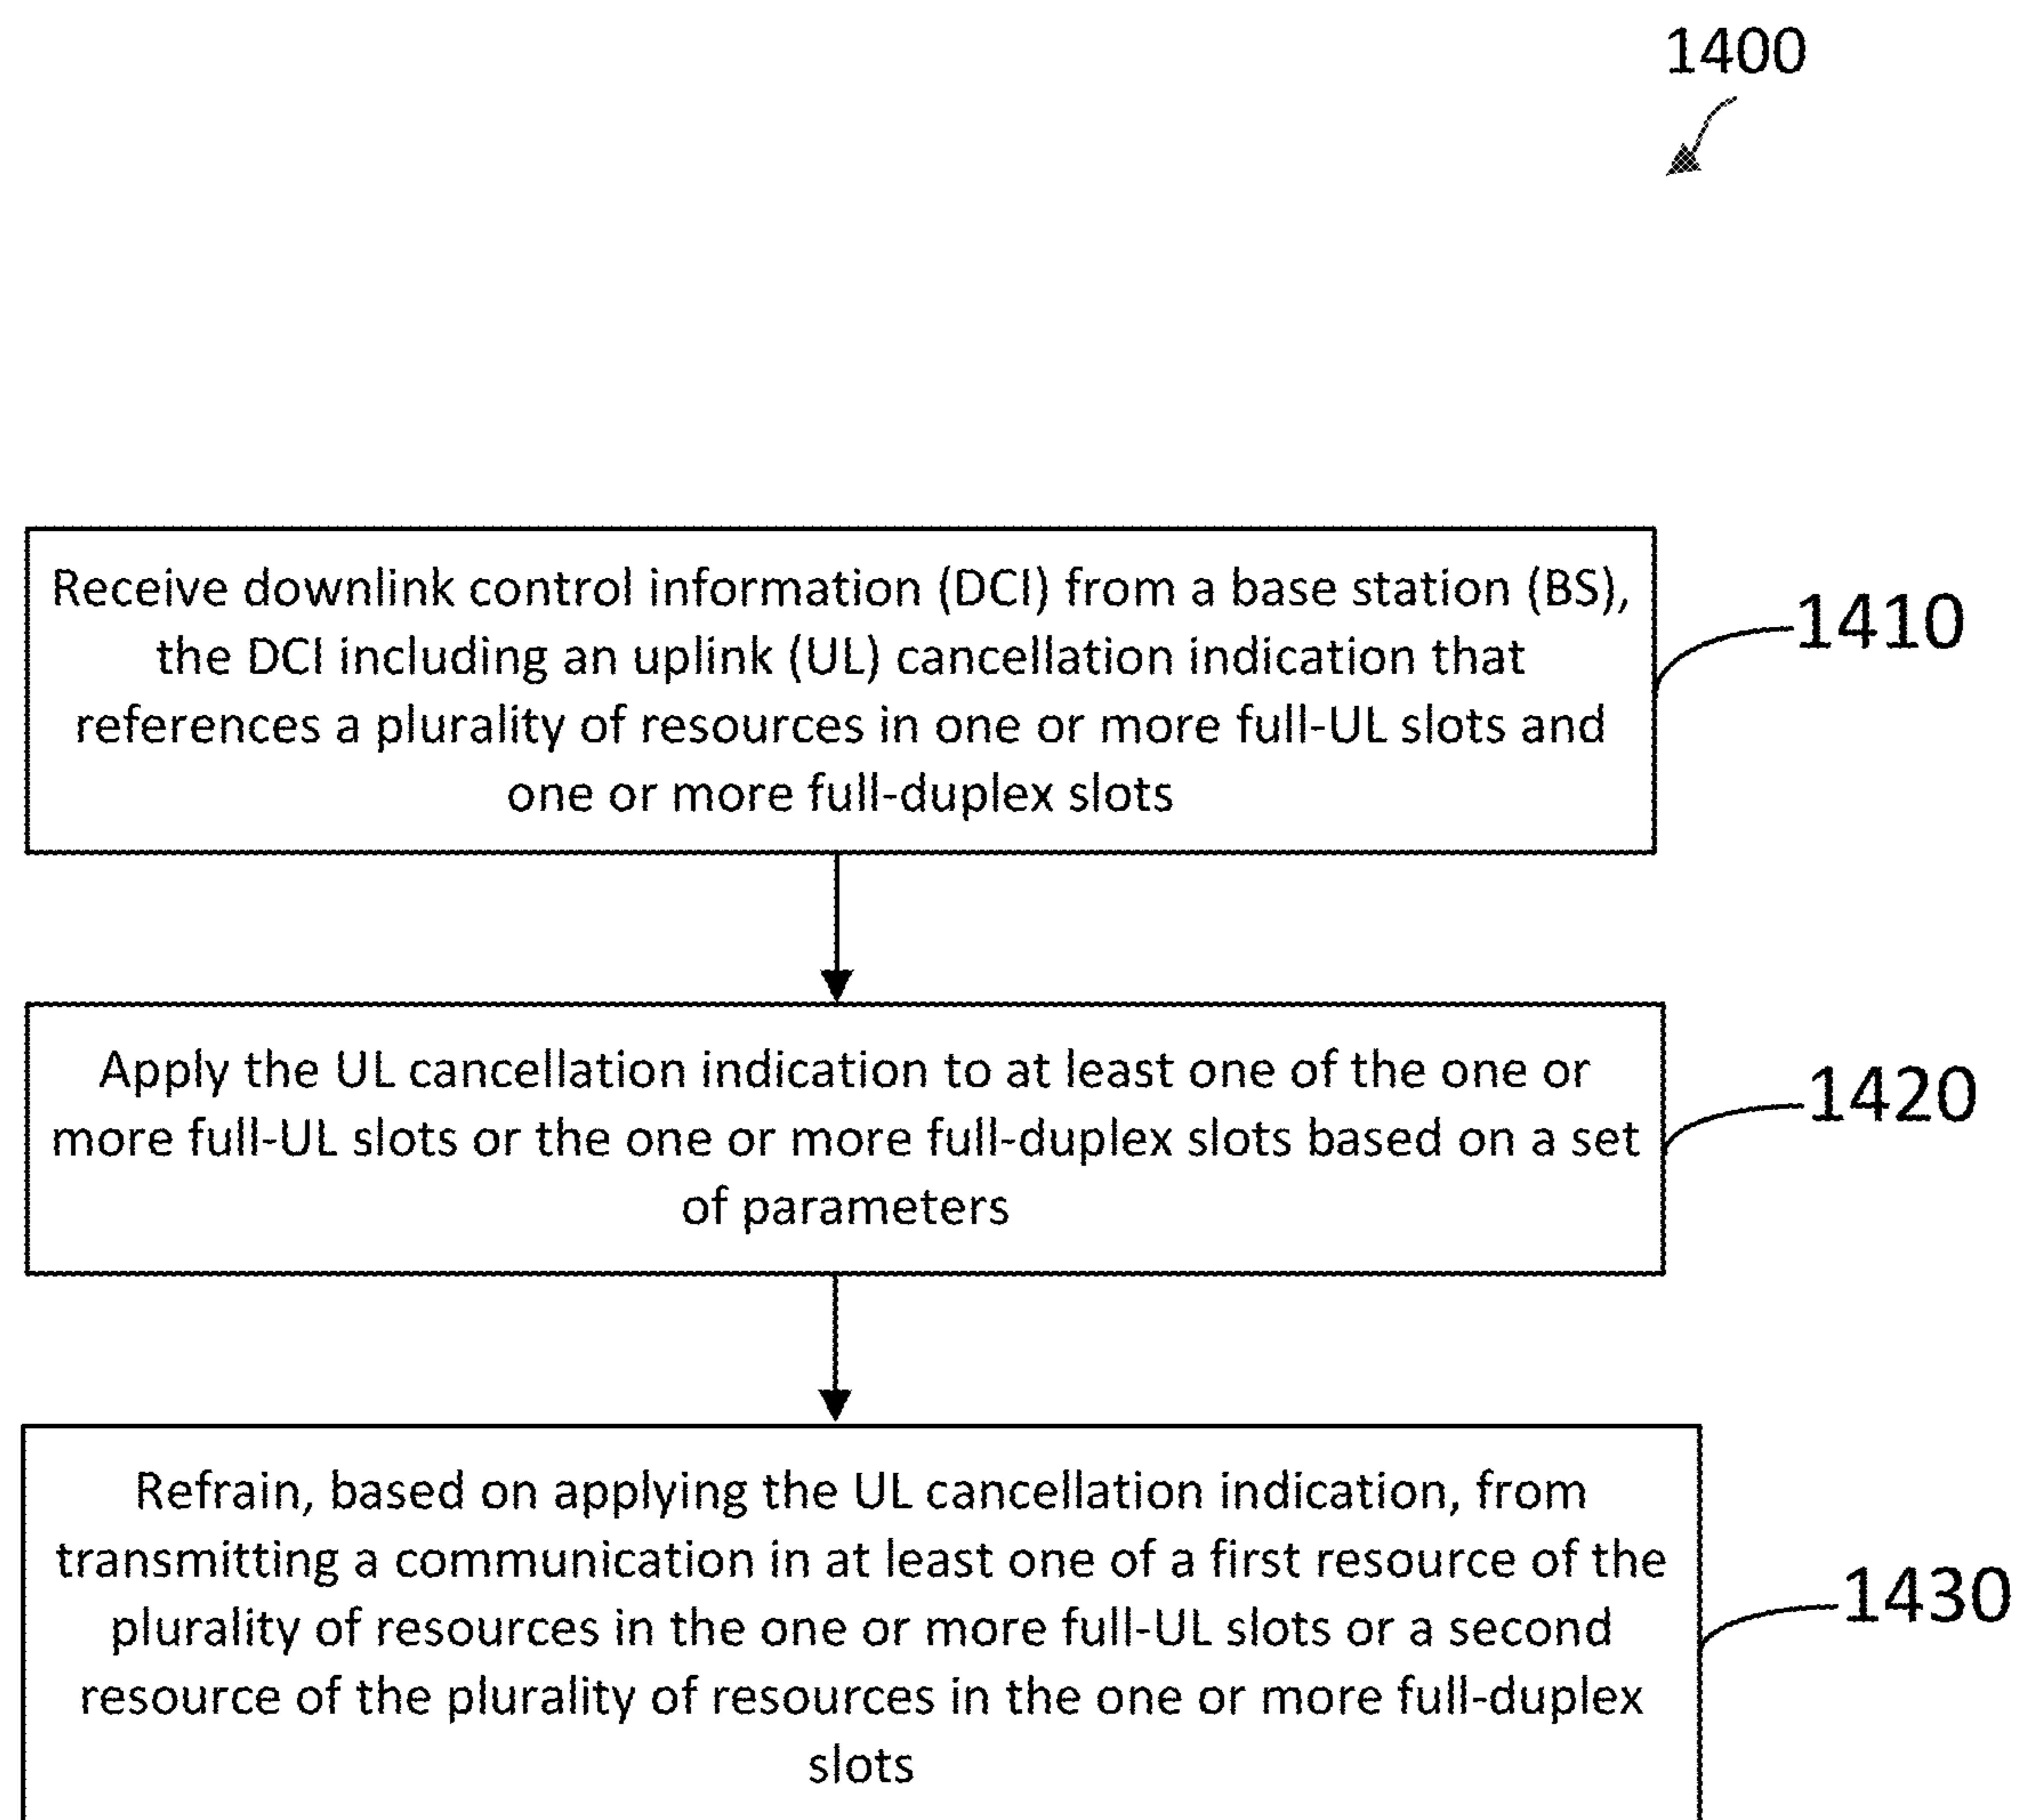 1400
Receive downlink control information (DCI) from a base station (BS),
the DCI including an uplink (UL) cancellation indication that
references a plurality of resources in one or more full-UL slots and
one or more full-duplex slots
1410
Apply the UL cancellation indication to at least one of the one or
more full-UL slots or the one or more full-duplex slots based on a set
of parameters
1420
Refrain, based on applying the UL cancellation indication, from
transmitting a communication in at least one of a first resource of the
plurality of resources in the one or more full-UL slots or a second
resource of the plurality of resources in the one or more full-duplex
slots
1430